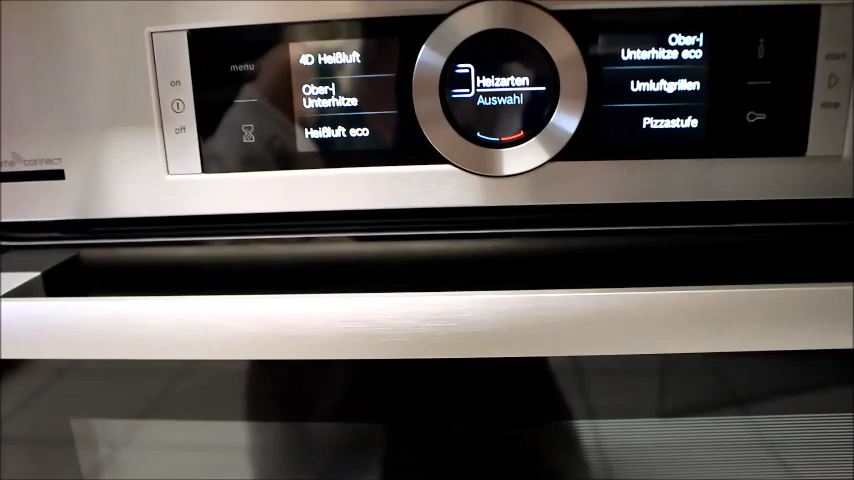 menu
on
off
4D Heißluft
Ober-|
Unterhitze
Heißluft eco
Heizarten
Auswahl
Ober-|
Unterhitze eco
Umluftgrillen
Pizzastufe
start
stop
CONNECT